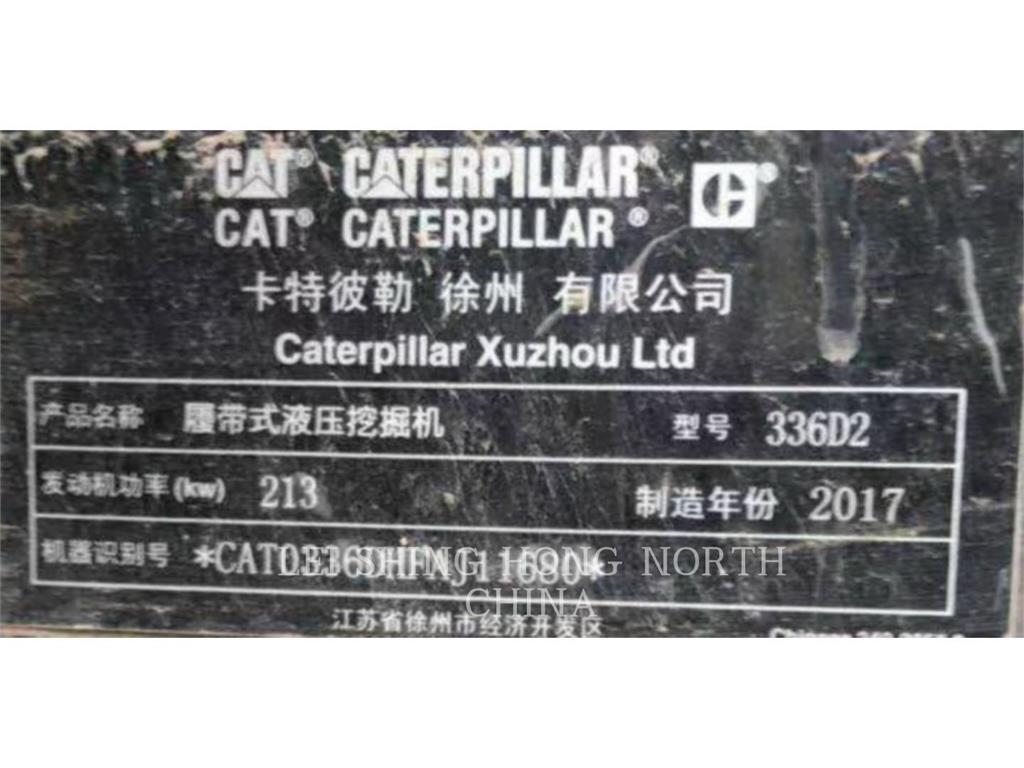 CAT® CATERPILLAR®
CAT® CATERPILLAR®
卡特彼勒 徐州 有限公司
Caterpillar Xuzhou Ltd
产品名称 履带式液压挖掘机 型号 336D2
发动机功率(kw) 213 制造年份 2017
机器识别号
HONG NORTH
CHINA
江苏省徐州市经济开发区